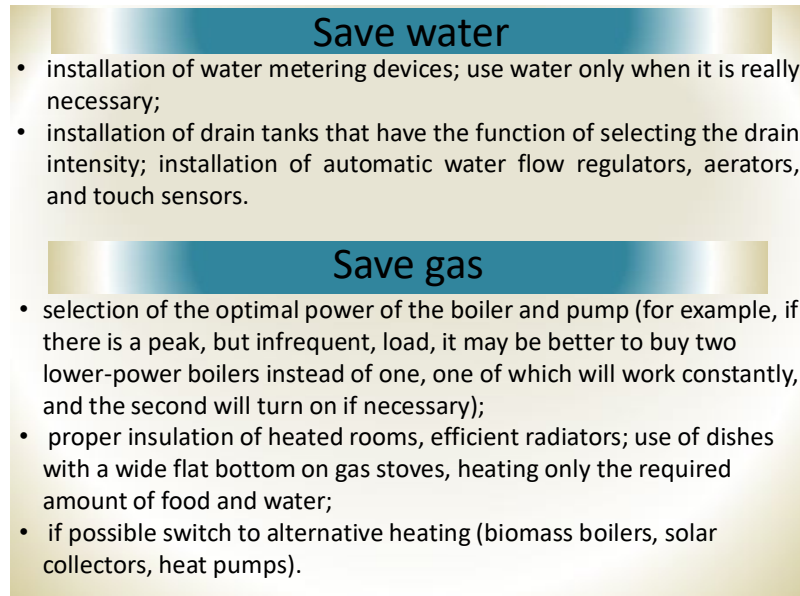 Save water
• installation of water metering devices; use water only when it is really
necessary;
• installation of drain tanks that have the function of selecting the drain
intensity; installation of automatic water flow regulators, aerators,
and touch sensors.
Save gas
• selection of the optimal power of the boiler and pump (for example, if
there is a peak, but infrequent, load, it may be better to buy two
lower-power boilers instead of one, one of which will work constantly,
and the second will turn on if necessary);
• proper insulation of heated rooms, efficient radiators; use of dishes
with a wide flat bottom on gas stoves, heating only the required
amount of food and water;
• if possible switch to alternative heating (biomass boilers, solar
collectors, heat pumps).